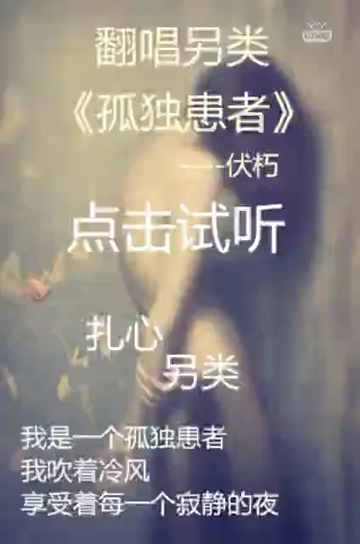 翻唱另类
《孤独患者》
----伏朽
点击试听
扎心
另类
我是一个孤独患者
我吹着冷风
享受着每一个寂静的夜